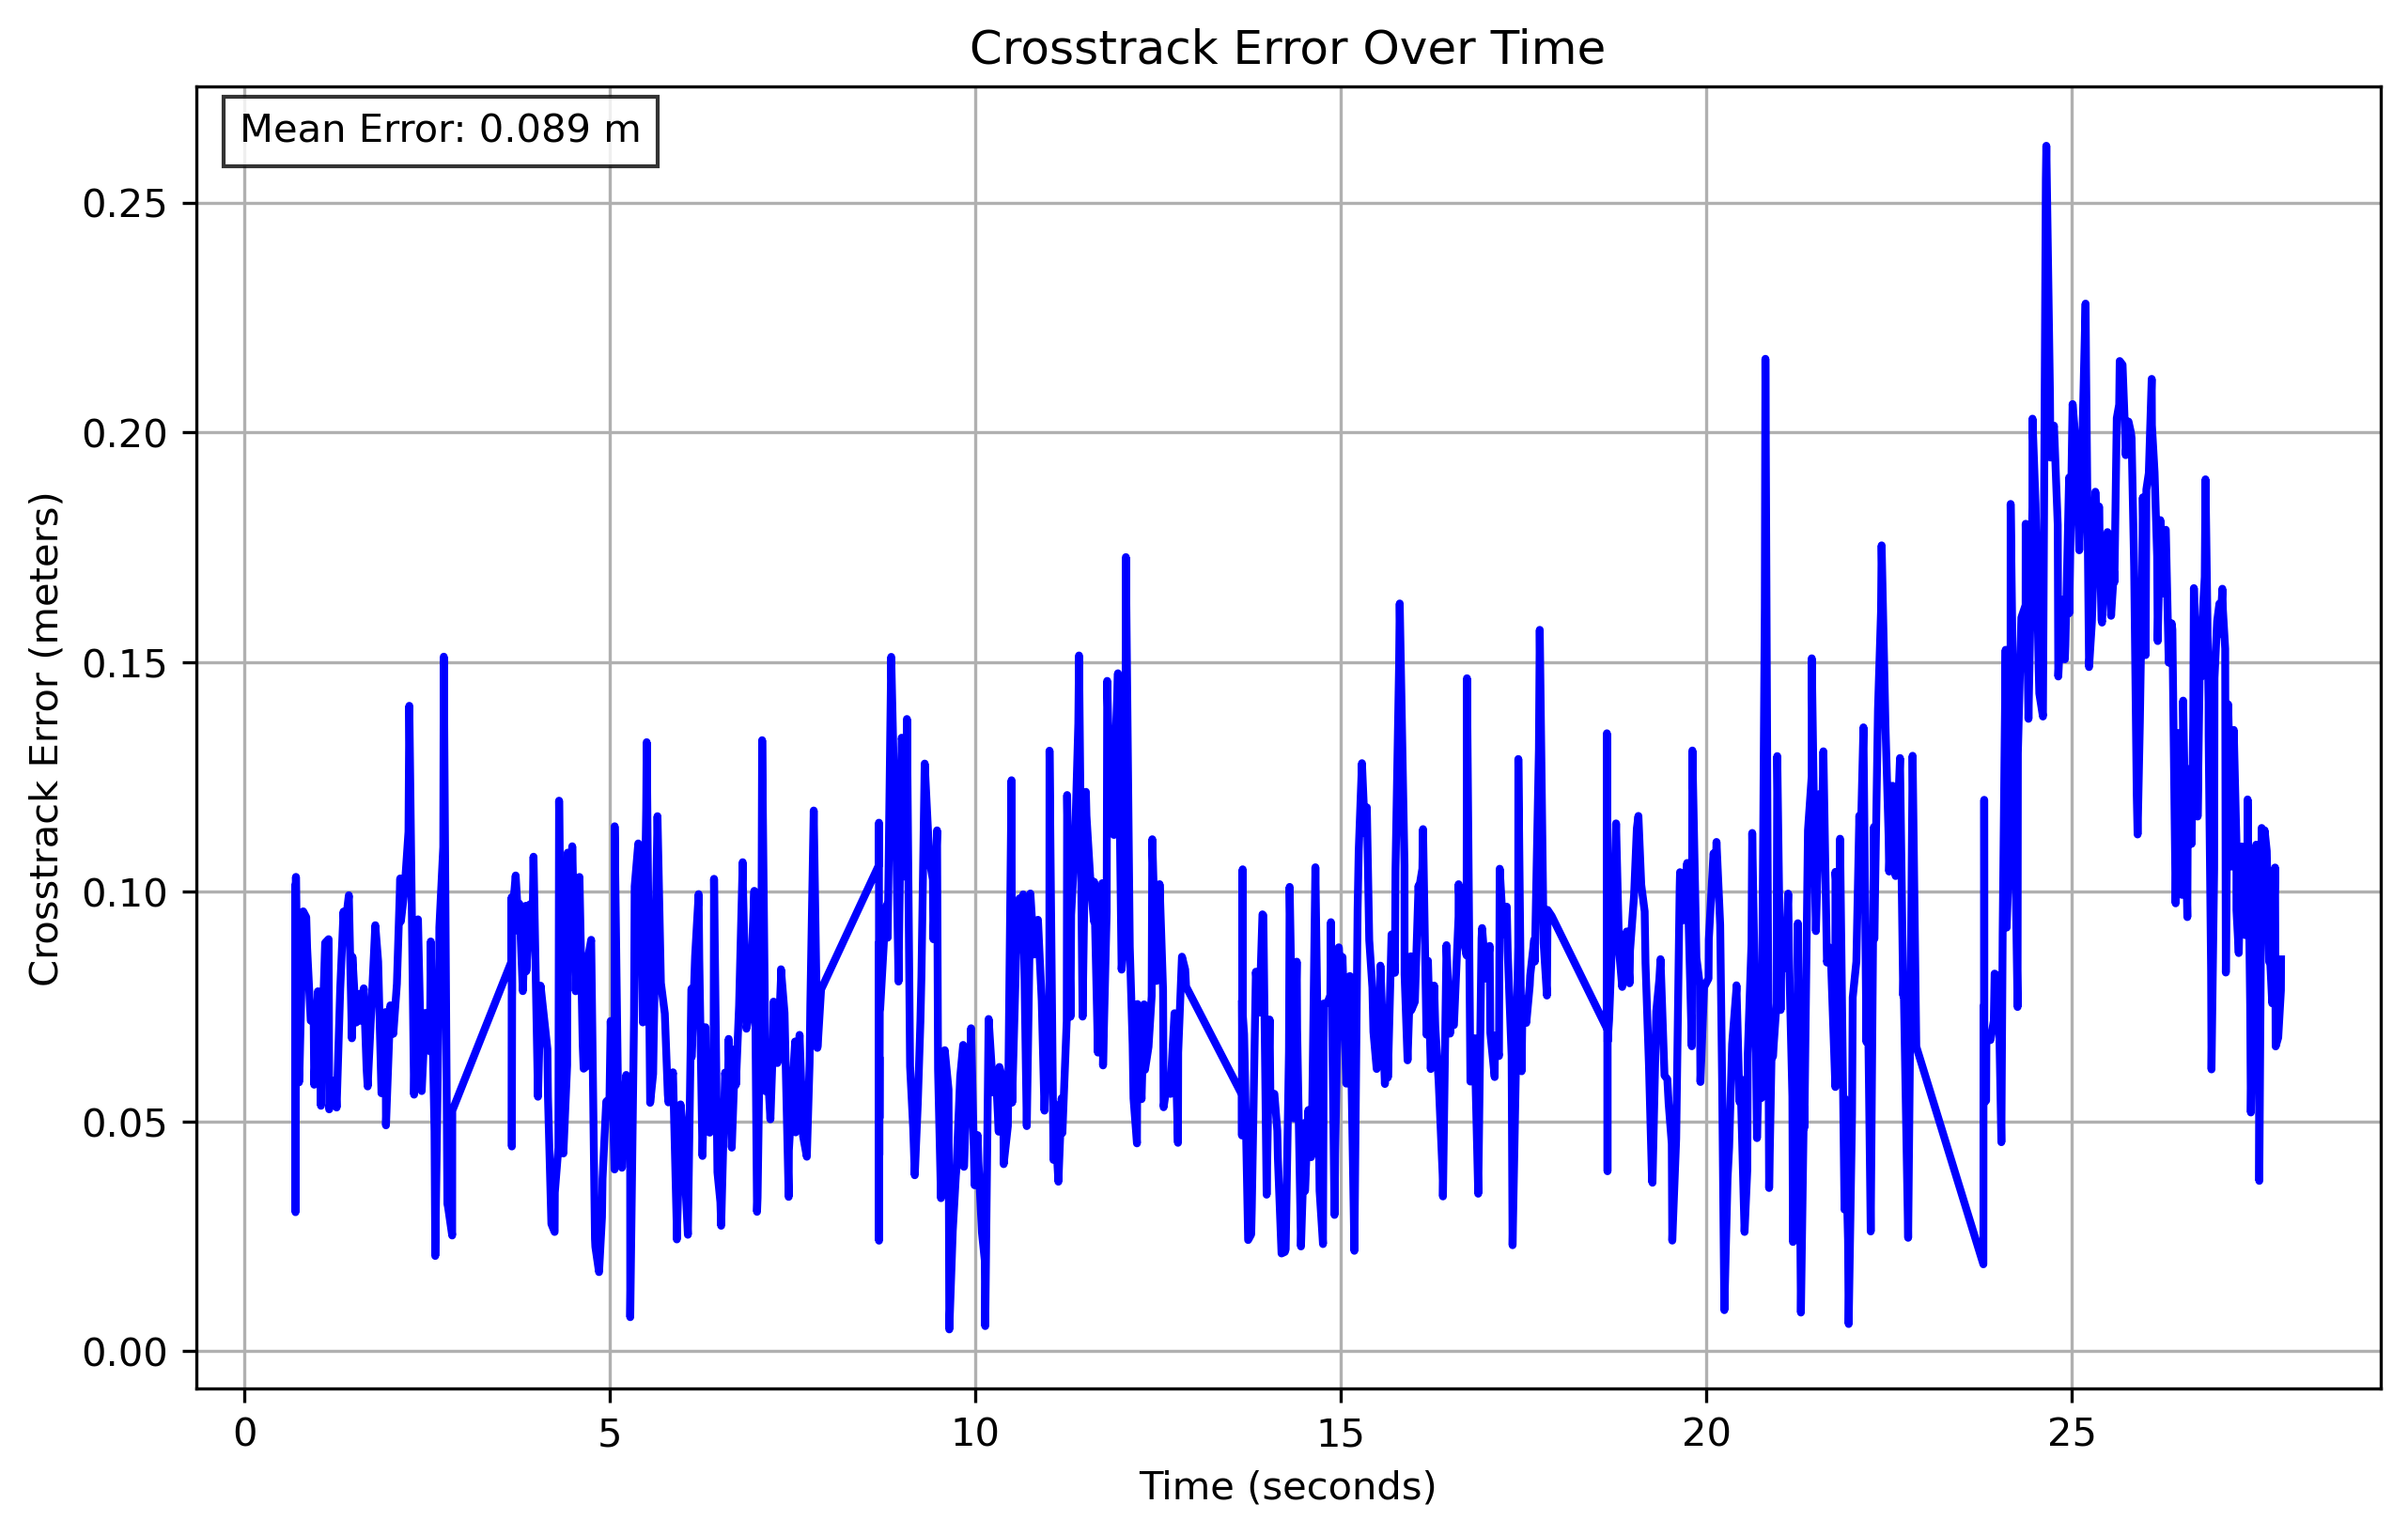 Crosstrack Error Over Time
Mean Error: 0.089 m
Crosstrack Error (meters)
0.25
0.20
0.15
0.10
0.05
0.00
0 5 10 15 20 25
Time (seconds)